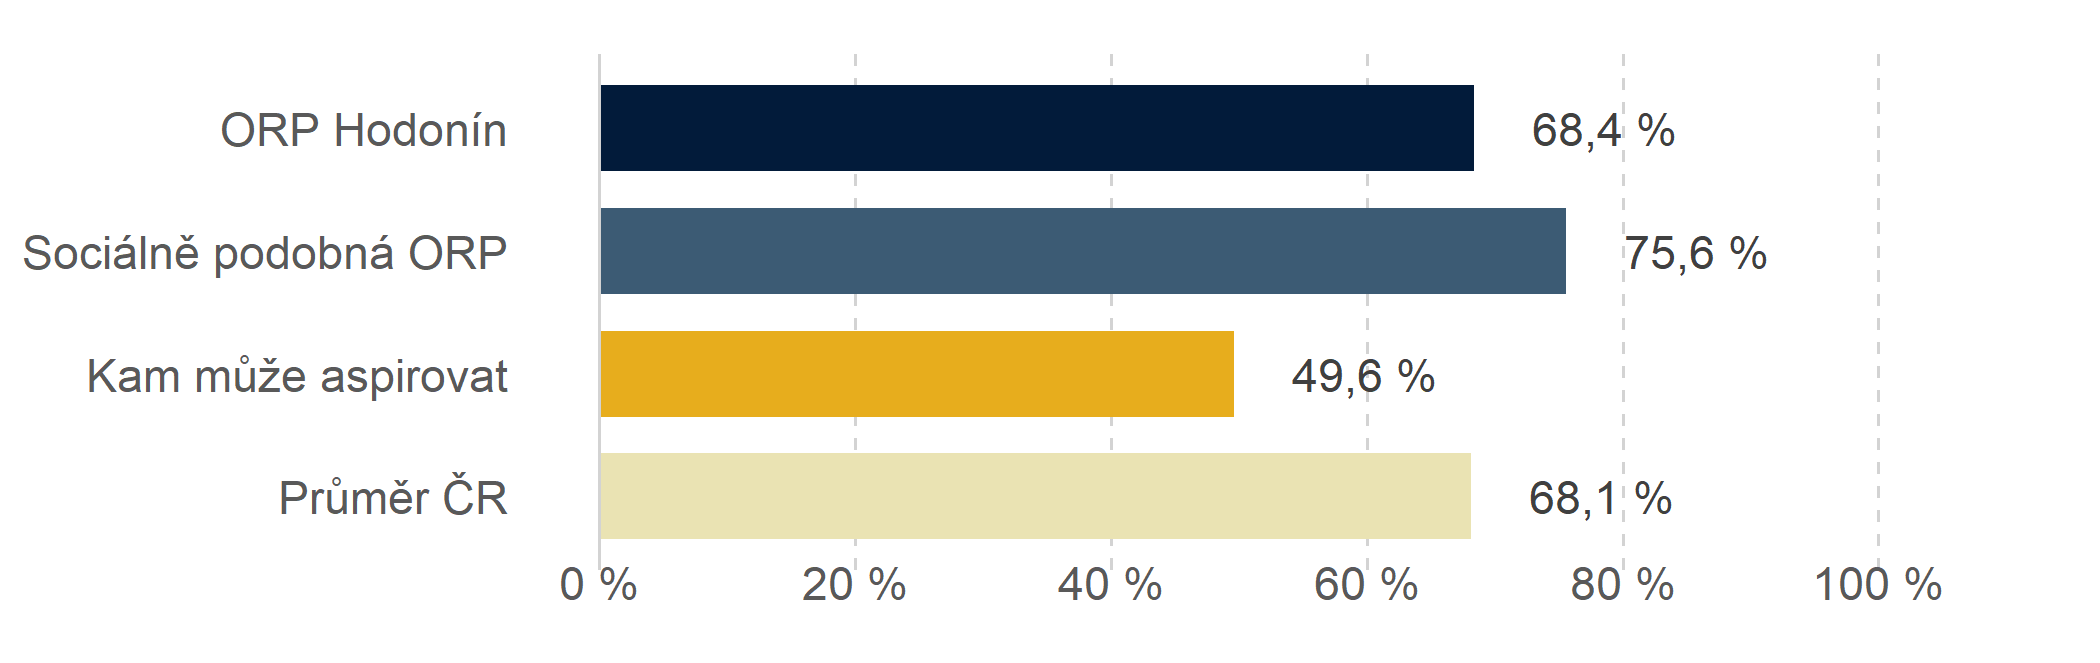 ORP Hodonín 68,4 %
Sociálně podobná ORP 75,6 %
Kam může aspirovat 49,6 %
Průměr ČR 68,1 %
0 % 20 % 40 % 60 % 80 % 100 %